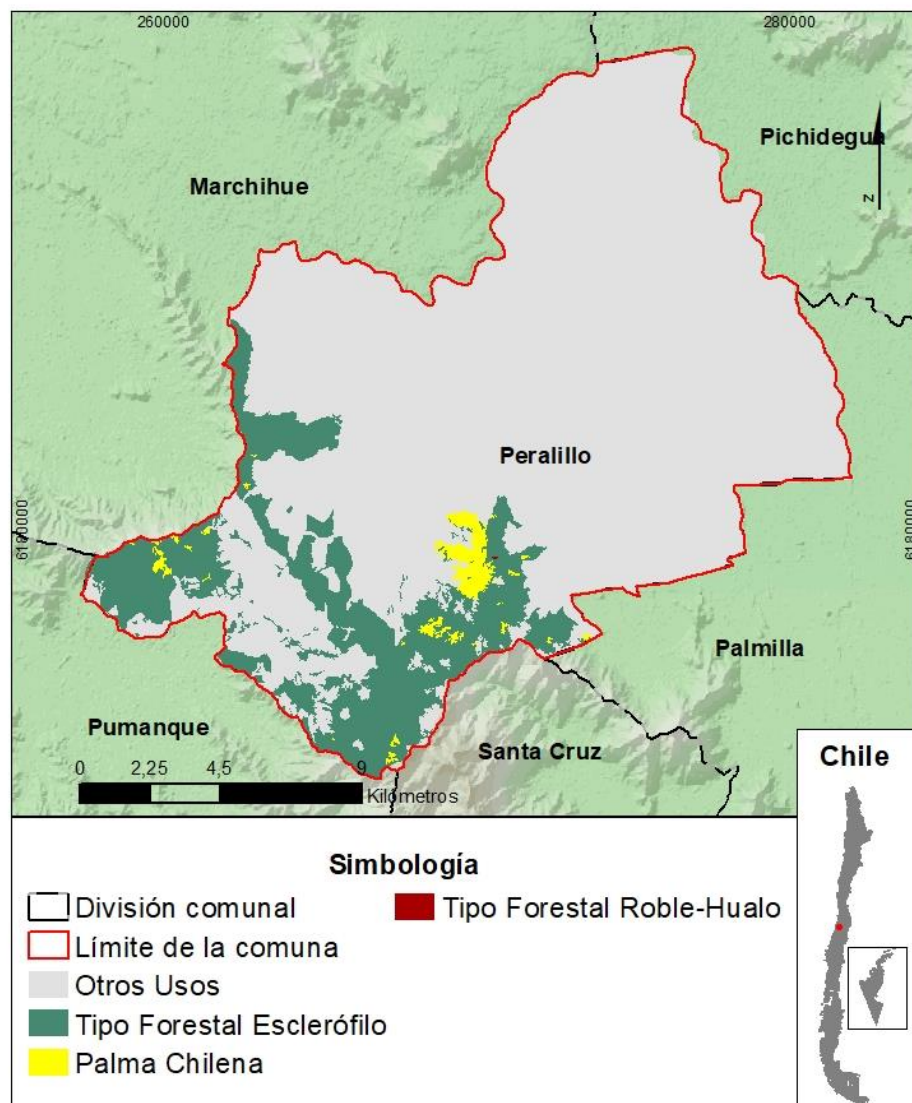 260000
280000
Pichidegua
Marchihue
N
Peralillo
6180000
6180000
Palmilla
Pumanque
Santa Cruz
0 2,25 4,5 9
Kilómetros
Chile
Simbología
División comunal
Tipo Forestal Roble-Hualo
Límite de la comuna
Otros Usos
Tipo Forestal Esclerófilo
Palma Chilena